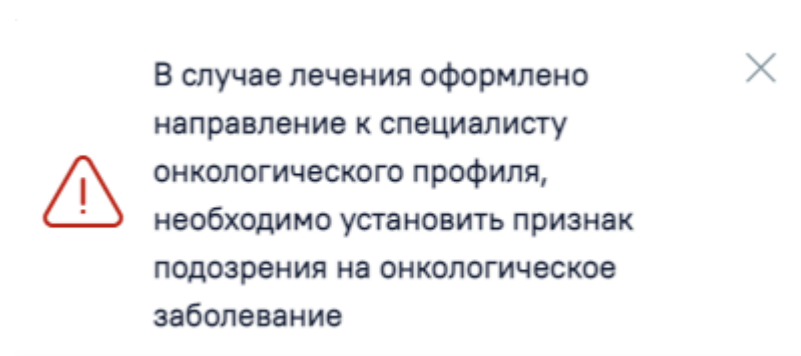 В случае лечения оформлено
направление к специалисту
онкологического профиля,
необходимо установить признак
подозрения на онкологическое
заболевание